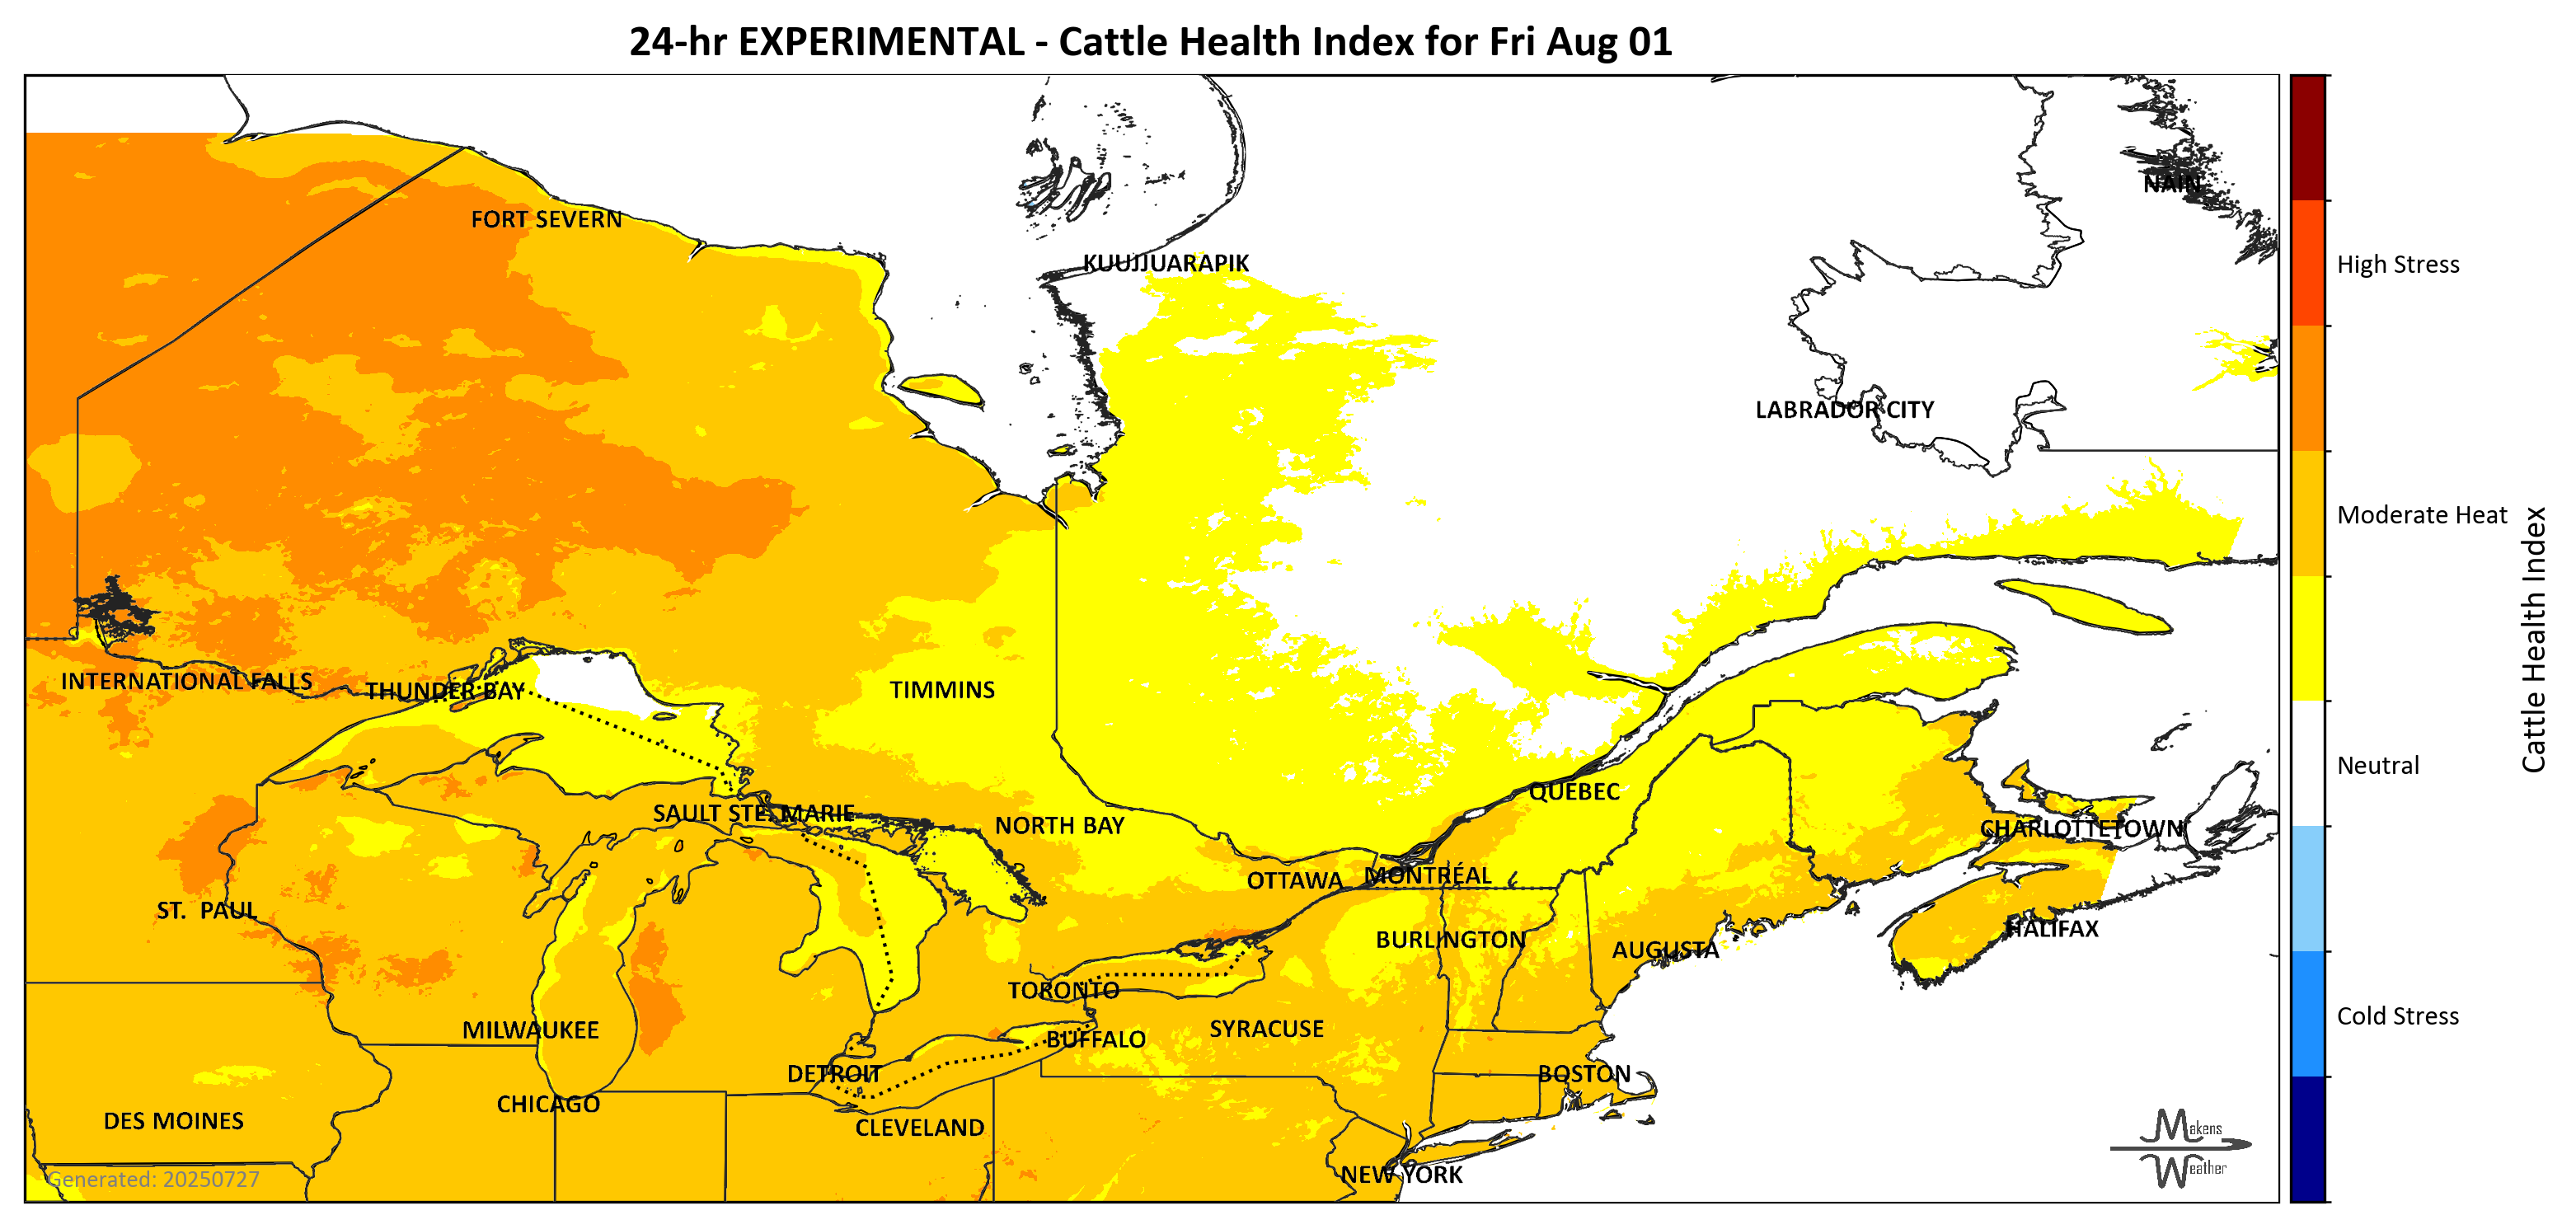 24-hr EXPERIMENTAL - Cattle Health Index for Fri Aug 01
NAIN
FORT SEVERN
KUUJJUARAPIK
High Stress
LABRADOR CITY
Moderate Heat
Cattle Health Index
INTERNATIONAL FALLS
THUNDER BAY
TIMMINS
Neutral
QUEBEC
SAULT STE. MARIE
NORTH BAY
CHARLOTTETOWN
OTTAWA
MONTRÉAL
ST. PAUL
HALIFAX
BURLINGTON
AUGUSTA
TORONTO
Cold Stress
MILWAUKEE
SYRACUSE
BUFFALO
DETROIT
BOSTON
CHICAGO
DES MOINES
CLEVELAND
Makens
Weather
NEW YORK
Generated: 20250727